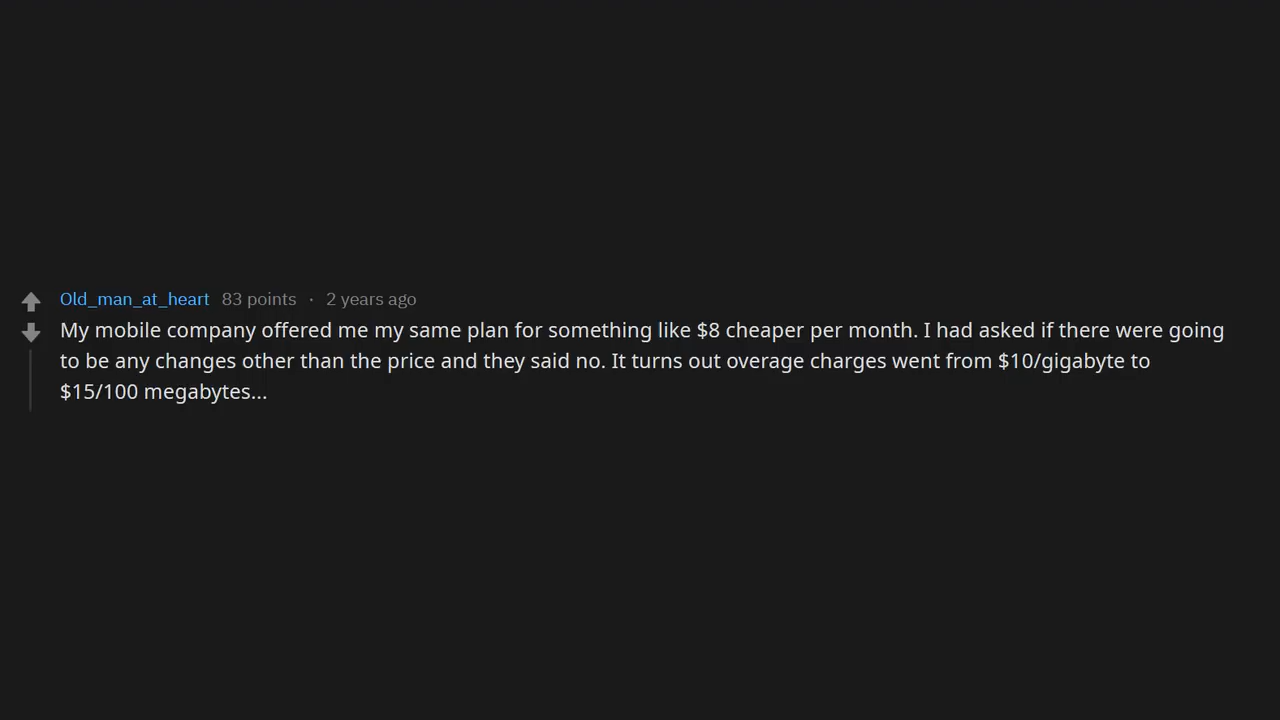 Old_man_at_heart 83 points · 2 years ago
My mobile company offered me my same plan for something like $8 cheaper per month. I had asked if there were going
to be any changes other than the price and they said no. It turns out overage charges went from $10/gigabyte to
$15/100 megabytes...